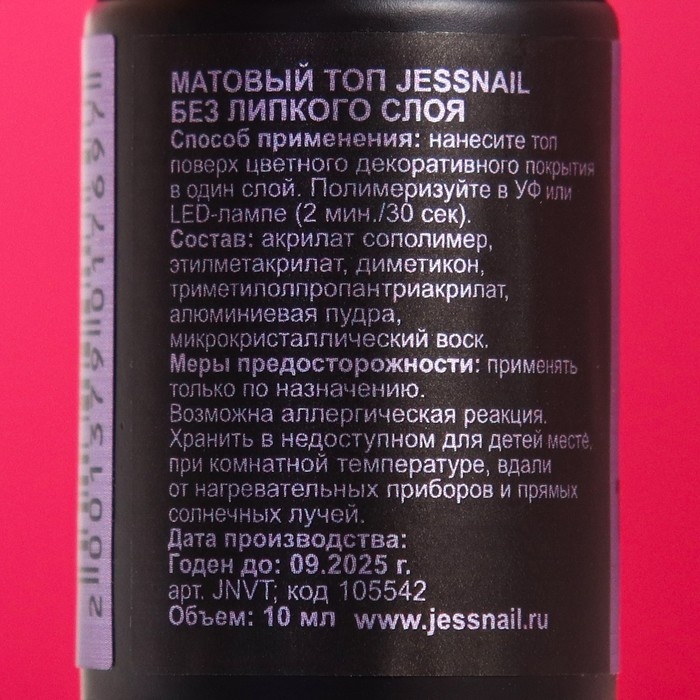 МАТОВЫЙ ТОП JESSNAIL
БЕЗ ЛИПКОГО СЛОЯ
Способ применения: нанесите топ
поверх цветного декоративного покрытия
в один слой. Полимеризуйте в УФ или
LED-лампе (2 мин./30 сек).
Состав: акрилат сополимер,
этилметакрилат, диметикон,
триметилолпропантриакрилат,
алюминиевая пудра,
микрокристаллический воск.
Меры предосторожности: применять
только по назначению.
Возможна аллергическая реакция.
Хранить в недоступном для детей месте,
при комнатной температуре, вдали
от нагревательных приборов и прямых
солнечных лучей.
Дата производства:
Годен до: 09.2025 г.
арт. JNVT; код 105542
Объем: 10 мл www.jessnail.ru